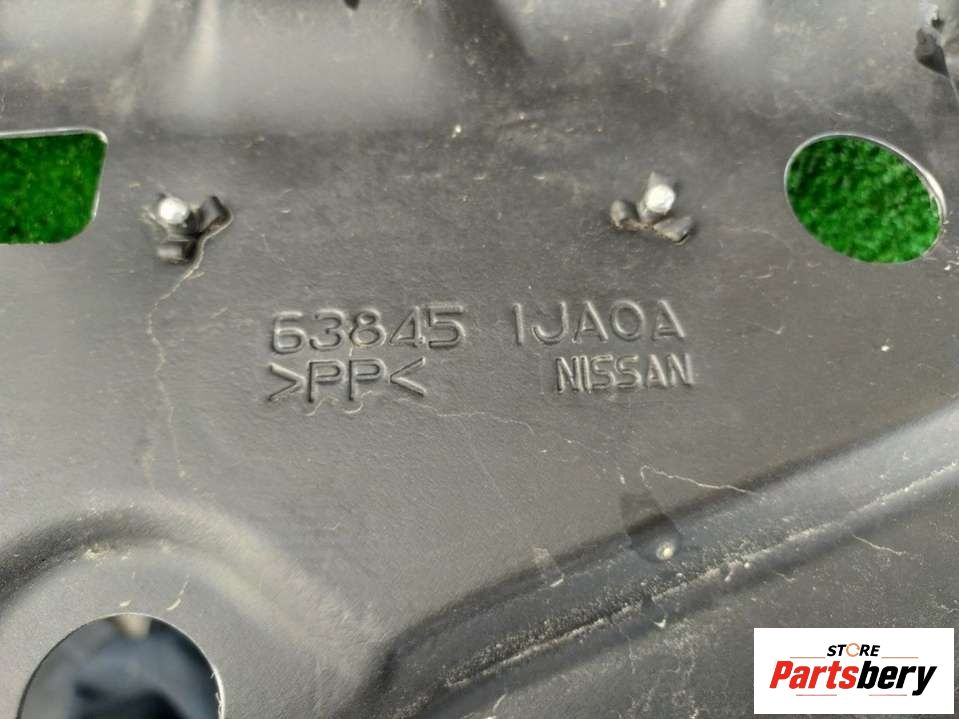 63845 1JA0A
>PP< NISSAN
STORE
Partsbery